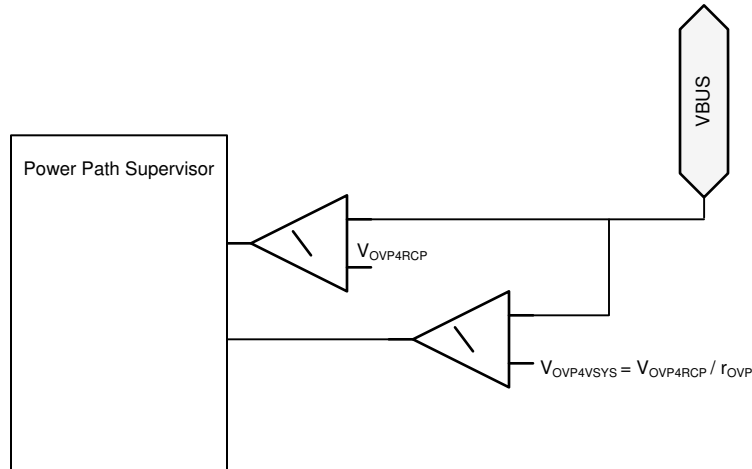 VBUS
Power Path Supervisor
VOVP4RCP
VOVP4VSYS = VOVP4RCP / rOVP